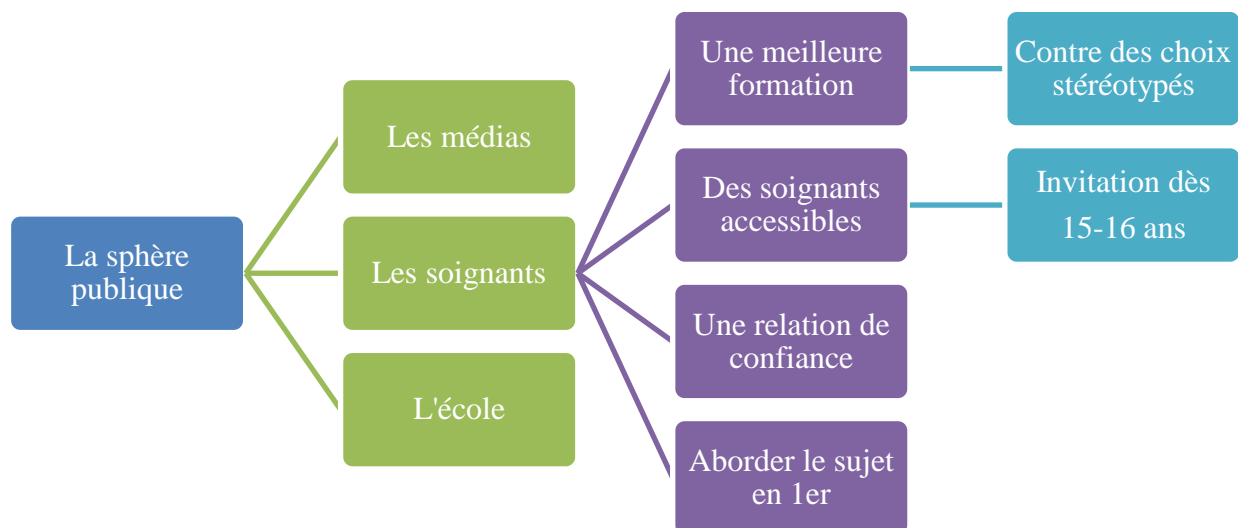 La sphère
publique
Les médias
Les soignants
L'école
Une meilleure
formation
Des soignants
accessibles
Une relation de
confiance
Aborder le sujet
en 1er
Contre des choix
stéréotypés
Invitation dès
15-16 ans